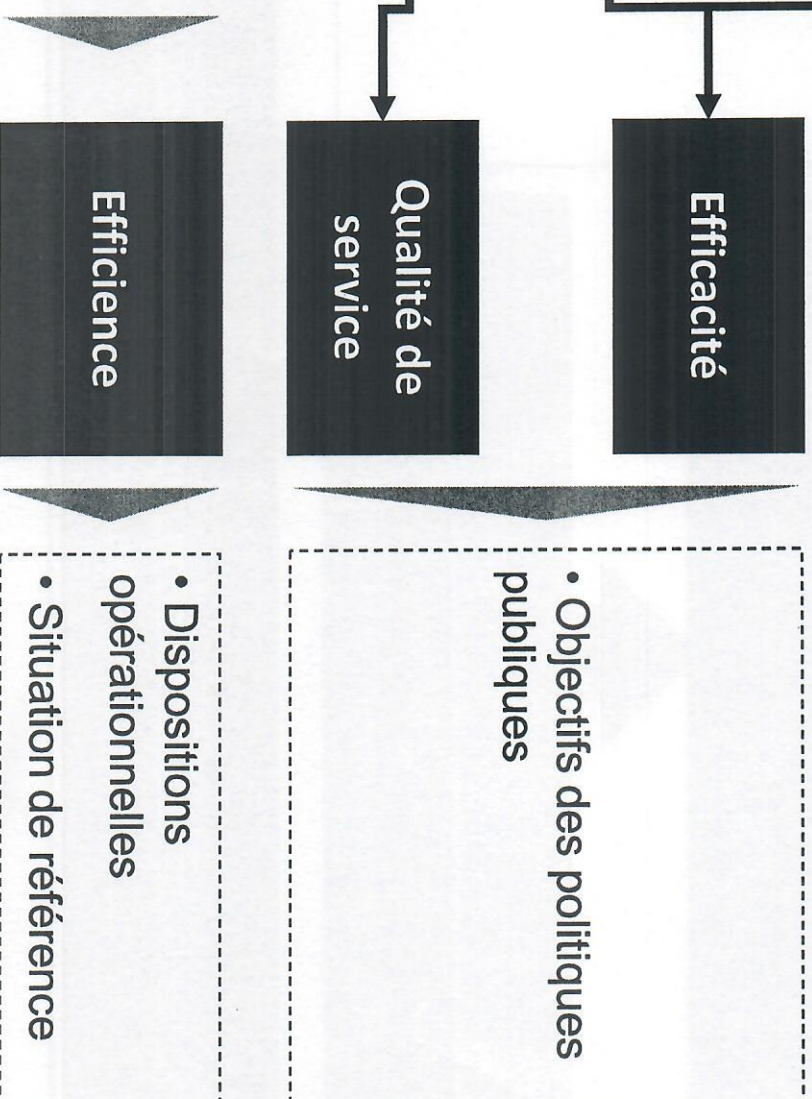 Efficacité
Qualité de
service
• Objectifs des politiques
publiques
Efficience
• Dispositions
opérationnelles
• Situation de référence